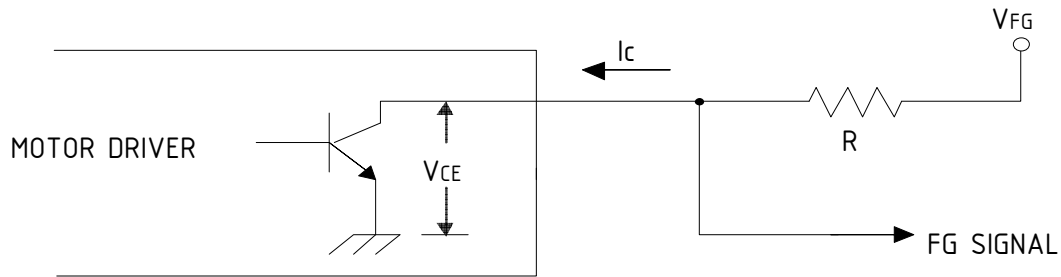 VFG
Ic
R
MOTOR DRIVER
VCE
FG SIGNAL